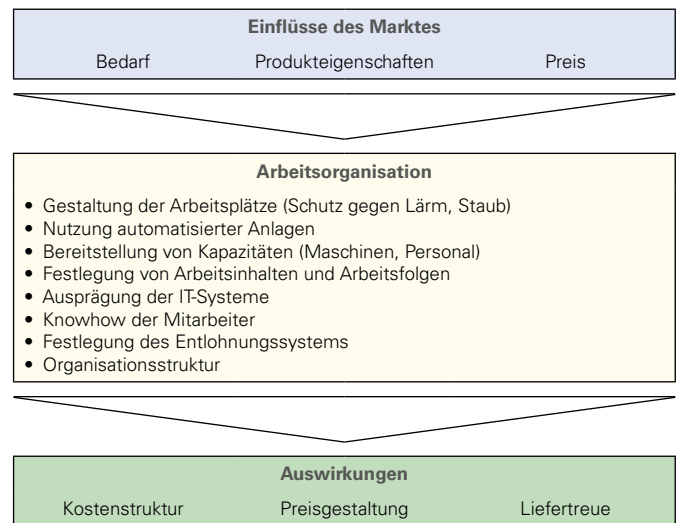 Einflüsse des Marktes
Bedarf Produkteigenschaften Preis
Arbeitsorganisation
• Gestaltung der Arbeitsplätze (Schutz gegen Lärm, Staub)
• Nutzung automatisierter Anlagen
• Bereitstellung von Kapazitäten (Maschinen, Personal)
• Festlegung von Arbeitsinhalten und Arbeitsfolgen
• Ausprägung der IT-Systeme
• Knowhow der Mitarbeiter
• Festlegung des Entlohnungssystems
• Organisationsstruktur
Auswirkungen
Kostenstruktur Preisgestaltung Liefertreue